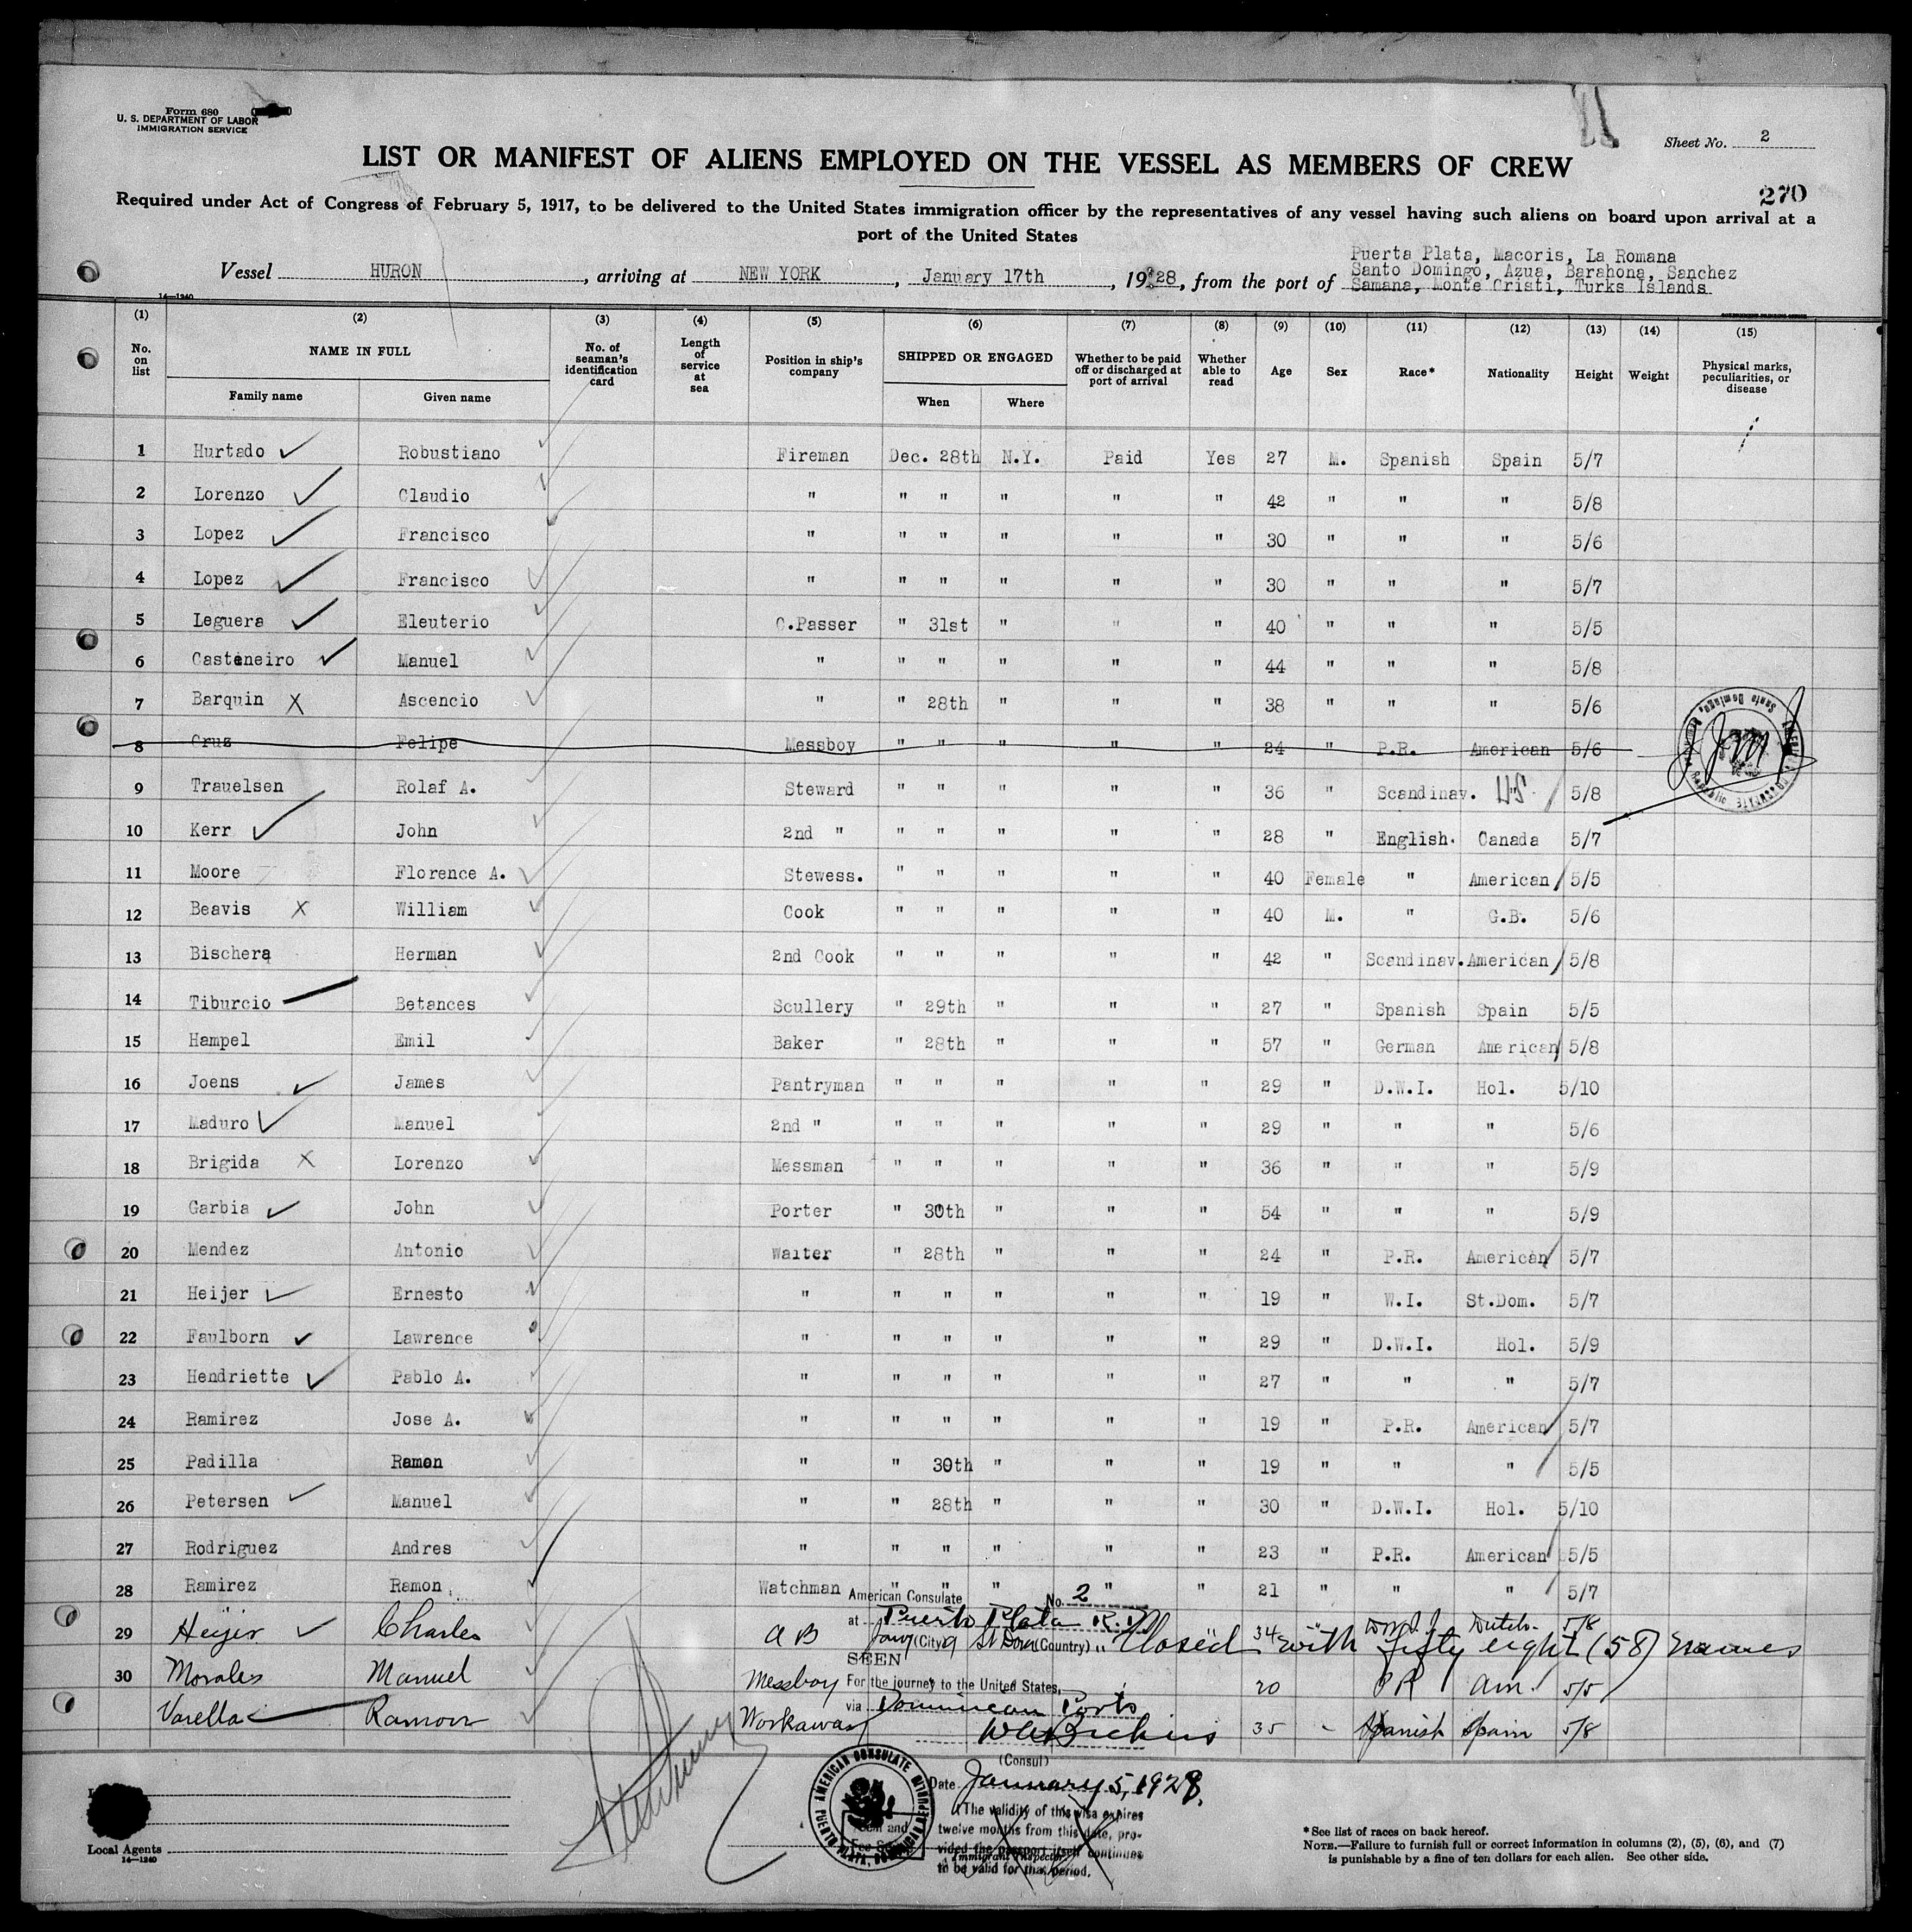 Form 680
U. S. DEPARTMENT OF LABOR
IMMIGRATION SERVICE
Sheet No. 2
LIST OR MANIFEST OF ALIENS EMPLOYED ON THE VESSEL AS MEMBERS OF CREW
270
Required under Act of Congress of February 5, 1917, to be delivered to the United States immigration officer by the representatives of any vessel having such aliens on board upon arrival at a
port of the United States
Puerta Plata, Macoris, La Romana
Santo Domingo, Azua, Barahona, Sanchez
Vessel HURON, arriving at NEW YORK, January 17th, 1928, from the port of Samana, Monte Cristi, Turks Islands
14—1240
(1) (2) (3) (4) (5) (6) (7) (8) (9) (10) (11) (12) (13) (14) (15)
No. on list NAME IN FULL No. of seaman's identification card Length of service at sea Position in ship's company SHIPPED OR ENGAGED Whether to be paid off or discharged at port of arrival Whether able to read Age Sex Race* Nationality Height Weight Physical marks, peculiarities, or disease
Family name Given name When Where
1 Hurtado Robustiano Fireman Dec. 28th N.Y. Paid Yes 27 M. Spanish Spain 5/7
2 Lorenzo Claudio " " " " " " 42 " " " 5/8
3 Lopez Francisco " " " " " " 30 " " " 5/6
4 Lopez Francisco " " " " " " 30 " " " 5/7
5 Leguera Eleuterio C.Passer " 31st " " " 40 " " " 5/5
6 Casteneiro Manuel " " " " " " 44 " " " 5/8
7 Barquin Ascencio " " 28th " " " 38 " " " 5/6
8 Cruz Felipe Messboy " " " " " 24 " P.R. American 5/6
9 Trauelsen Rolaf A. Steward " " " " " 36 " Scandinav. " US 5/8
10 Kerr John 2nd " " " " " " 28 " English. Canada 5/7
11 Moore Florence A. Stewess. " " " " " 40 Female " American 5/5
12 Beavis William Cook " " " " " 40 M. " G.B. 5/6
13 Bischera Herman 2nd Cook " " " " " 42 " Scandinav. American 5/8
14 Tiburcio Betances Scullery " 29th " " " 27 " Spanish Spain 5/5
15 Hampel Emil Baker " 28th " " " 57 " German American 5/8
16 Joens James Pantryman " " " " " 29 " D.W.I. Hol. 5/10
17 Maduro Manuel 2nd " " " " " " 29 " " " 5/6
18 Brigida Lorenzo Messman " " " " " 36 " " " 5/9
19 Garbia John Porter " 30th " " " 54 " " " 5/9
20 Mendez Antonio Waiter " 28th " " " 24 " P.R. American 5/7
21 Heijer Ernesto " " " " " " 19 " W.I. St.Dom. 5/7
22 Faulborn Lawrence " " " " " " 29 " D.W.I. Hol. 5/9
23 Hendriette Pablo A. " " " " " " 27 " " " 5/7
24 Ramirez Jose A. " " " " " " 19 " P.R. American 5/7
25 Padilla Ramon " " 30th " " " 19 " " " 5/5
26 Petersen Manuel " " 28th " " " 30 " D.W.I. Hol. 5/10
27 Rodriguez Andres " " " " " " 23 " P.R. American 5/5
28 Ramirez Ramon Watchman " " " " " 21 " " " 5/7
American Consulate No. 2
at Puerto Plata R.D.
29 Heijer Charles A B 34 " D.W.I. Dutch 5/8
(City) (Country) Closed with fifty eight (58) names
SEEN
30 Morales Manuel Messboy 20 PR Am. 5/5
For the journey to the United States,
via Dominican Ports
Varella Ramon Workaway 35 Spanish Spain 5/8
(Consul)
Date January 5, 1928.
The validity of this visa expires
twelve months from this date, pro-
vided the passport itself continues
to be valid for that period.
Immigrant Inspector
AMERICAN CONSULATE
PUERTO PLATA, DOMINICAN REPUBLIC
Local Agents
14—1240
* See list of races on back hereof.
NOTE.—Failure to furnish full or correct information in columns (2), (5), (6), and (7)
is punishable by a fine of ten dollars for each alien. See other side.